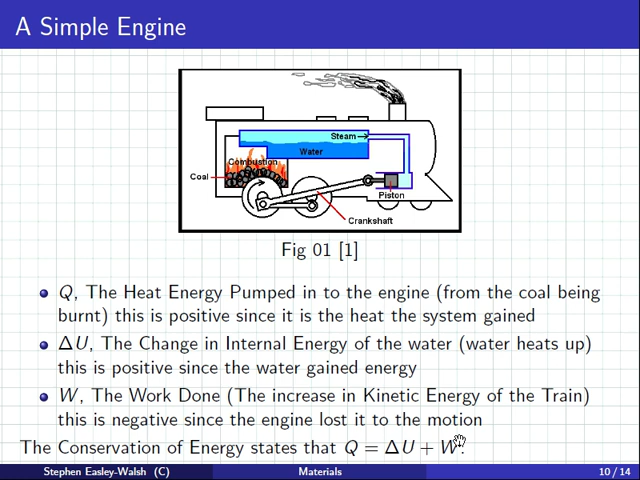 A Simple Engine
Steam
Water
Combustion
Coal
Piston
Crankshaft
Fig 01 [1]
Q, The Heat Energy Pumped in to the engine (from the coal being
burnt) this is positive since it is the heat the system gained
ΔU, The Change in Internal Energy of the water (water heats up)
this is positive since the water gained energy
W, The Work Done (The increase in Kinetic Energy of the Train)
this is negative since the engine lost it to the motion
The Conservation of Energy states that Q = ΔU + W.
Stephen Easley-Walsh (C) Materials 10 / 14